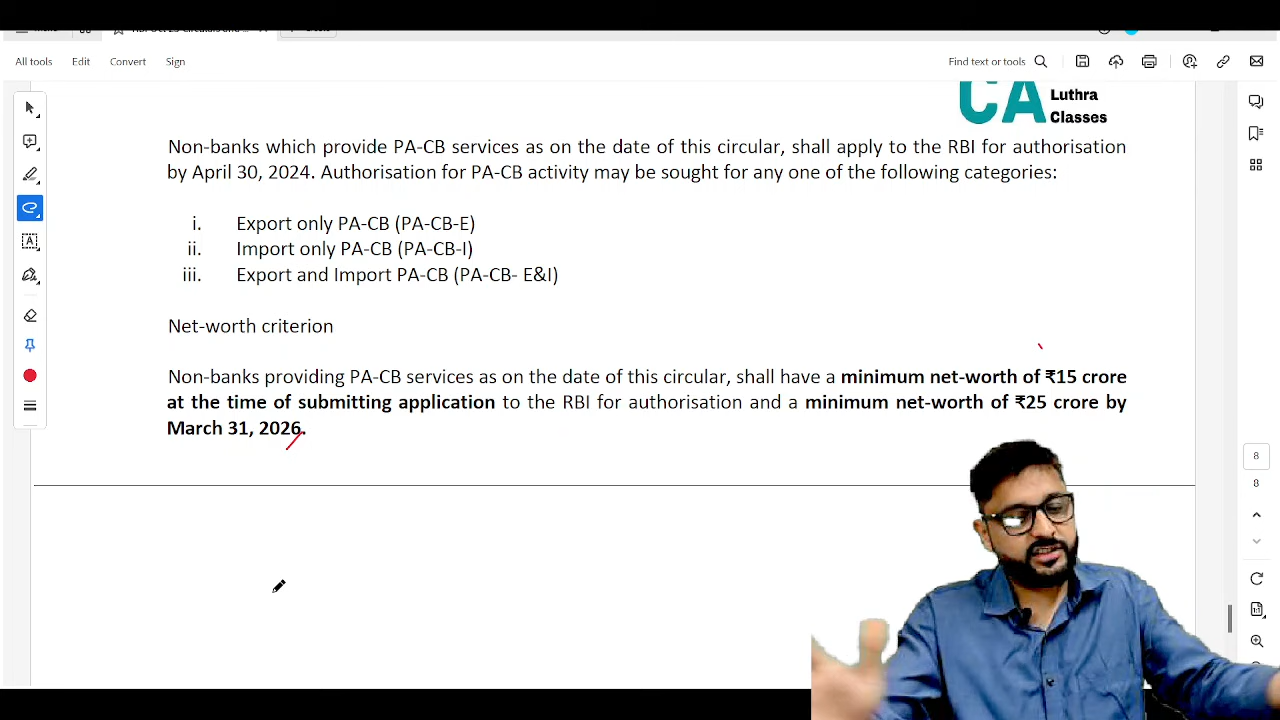 All tools
Edit
Convert
Sign
Find text or tools
CA
Luthra
Classes
Non-banks which provide PA-CB services as on the date of this circular, shall apply to the RBI for authorisation
by April 30, 2024. Authorisation for PA-CB activity may be sought for any one of the following categories:
i. Export only PA-CB (PA-CB-E)
ii. Import only PA-CB (PA-CB-I)
iii. Export and Import PA-CB (PA-CB- E&I)
Net-worth criterion
Non-banks providing PA-CB services as on the date of this circular, shall have a minimum net-worth of ₹15 crore
at the time of submitting application to the RBI for authorisation and a minimum net-worth of ₹25 crore by
March 31, 2026.
8
8